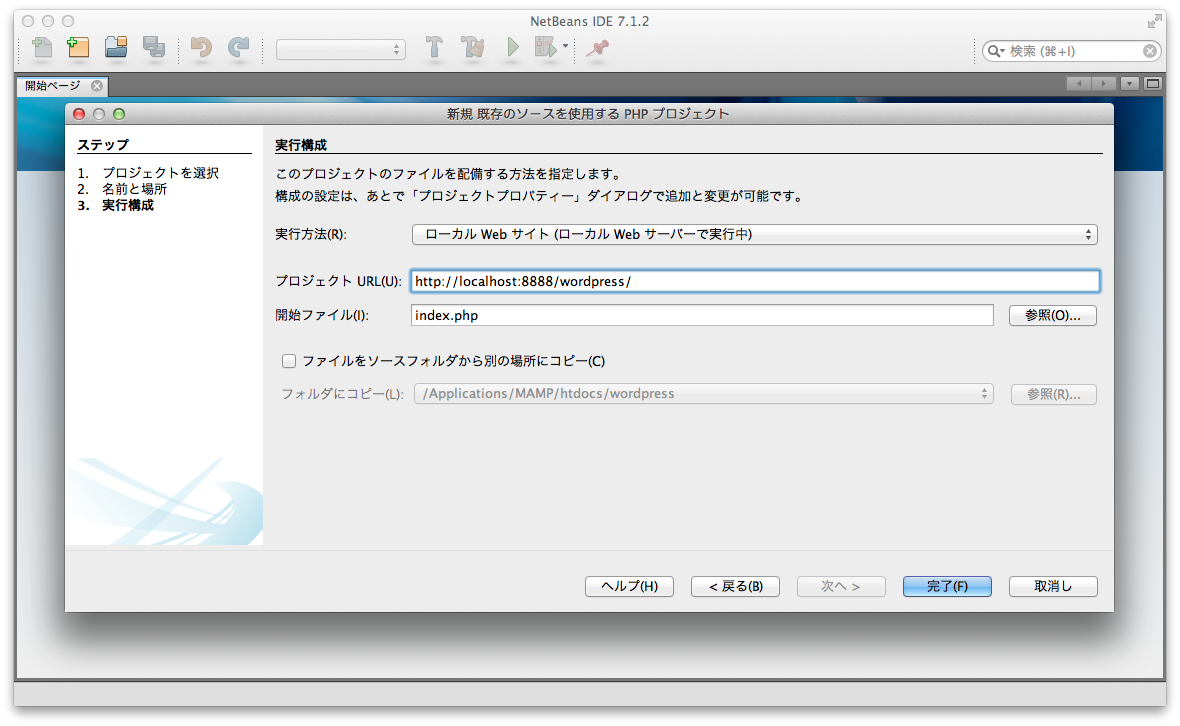 NetBeans IDE 7.1.2
検索 (⌘+I)
開始ページ
新規 既存のソースを使用する PHP プロジェクト
ステップ
1. プロジェクトを選択
2. 名前と場所
3. 実行構成
実行構成
このプロジェクトのファイルを配備する方法を指定します。
構成の設定は、あとで「プロジェクトプロパティー」ダイアログで追加と変更が可能です。
実行方法(R): ローカル Web サイト (ローカル Web サーバーで実行中)
プロジェクト URL(U): http://localhost:8888/wordpress/
開始ファイル(I): index.php 参照(O)...
ファイルをソースフォルダから別の場所にコピー(C)
フォルダにコピー(L): /Applications/MAMP/htdocs/wordpress 参照(R)...
ヘルプ(H) < 戻る(B) 次へ > 完了(F) 取消し